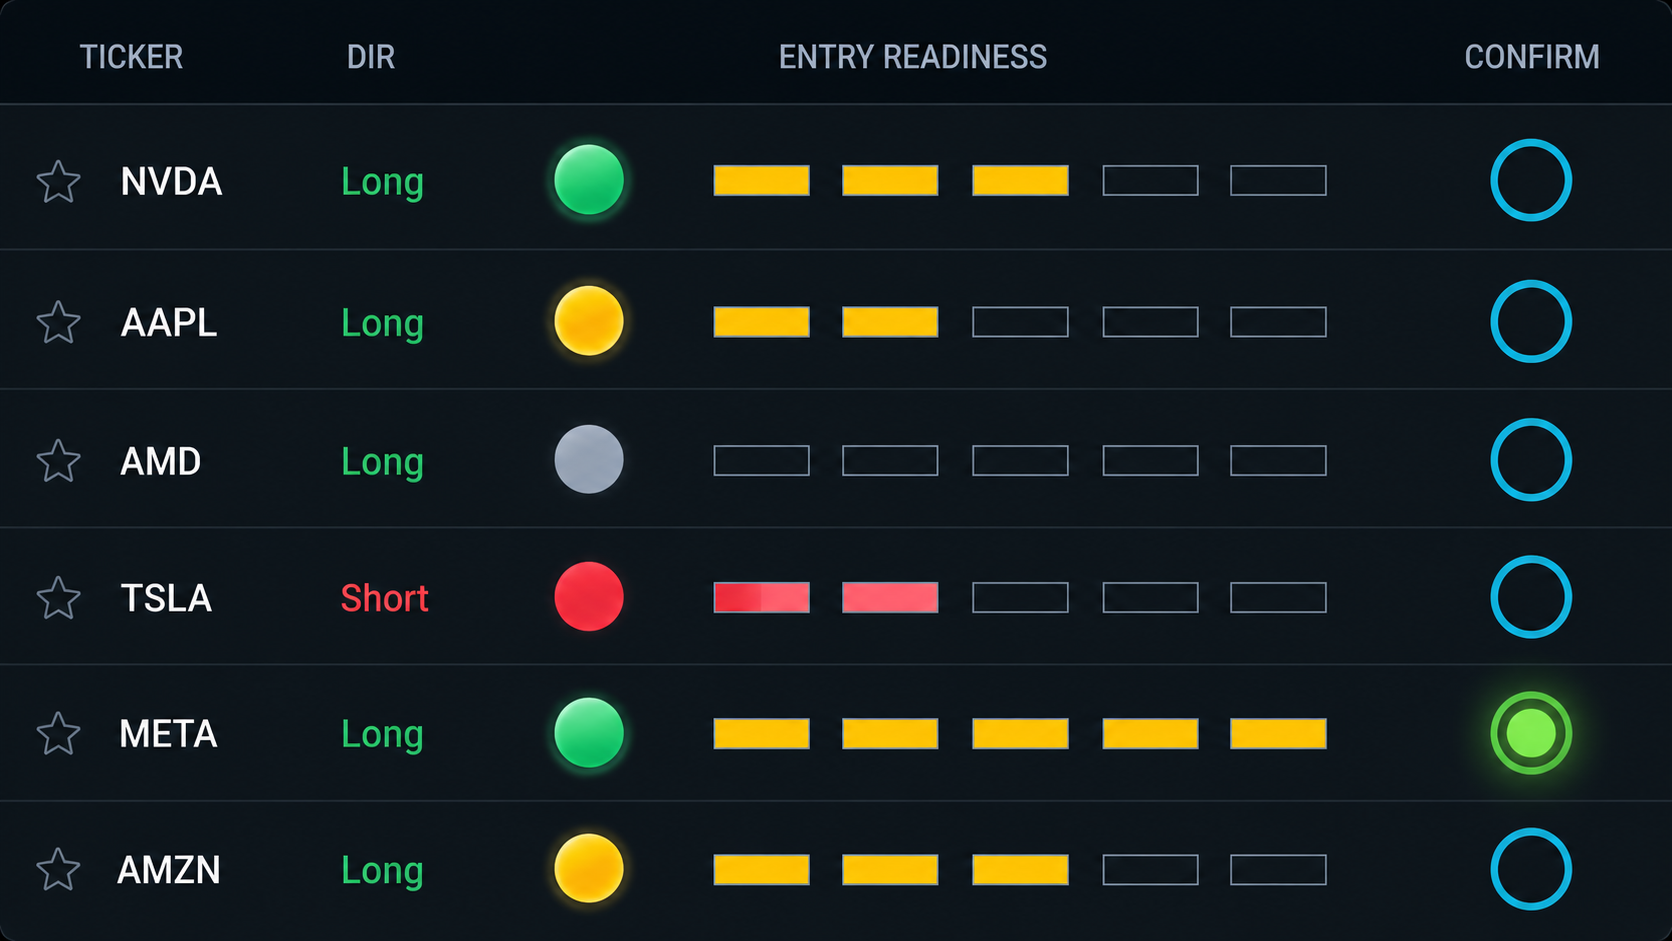 TICKER DIR ENTRY READINESS CONFIRM
NVDA Long
AAPL Long
AMD Long
TSLA Short
META Long
AMZN Long